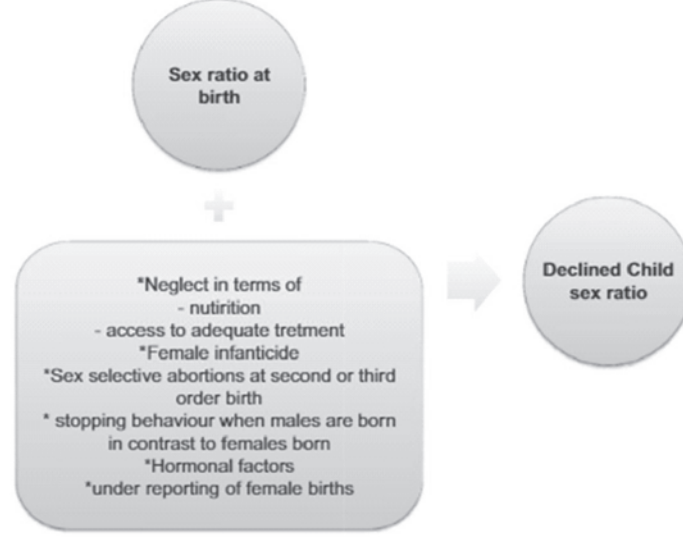 Sex ratio at
birth
*Neglect in terms of
- nutirition
- access to adequate tretment
*Female infanticide
*Sex selective abortions at second or third
order birth
* stopping behaviour when males are born
in contrast to females born
*Hormonal factors
*under reporting of female births
Declined Child
sex ratio